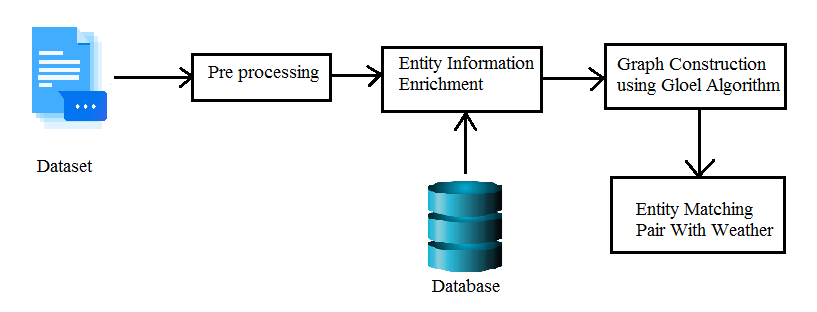 Dataset
Pre processing
Entity Information
Enrichment
Database
Graph Construction
using Gloel Algorithm
Entity Matching
Pair With Weather